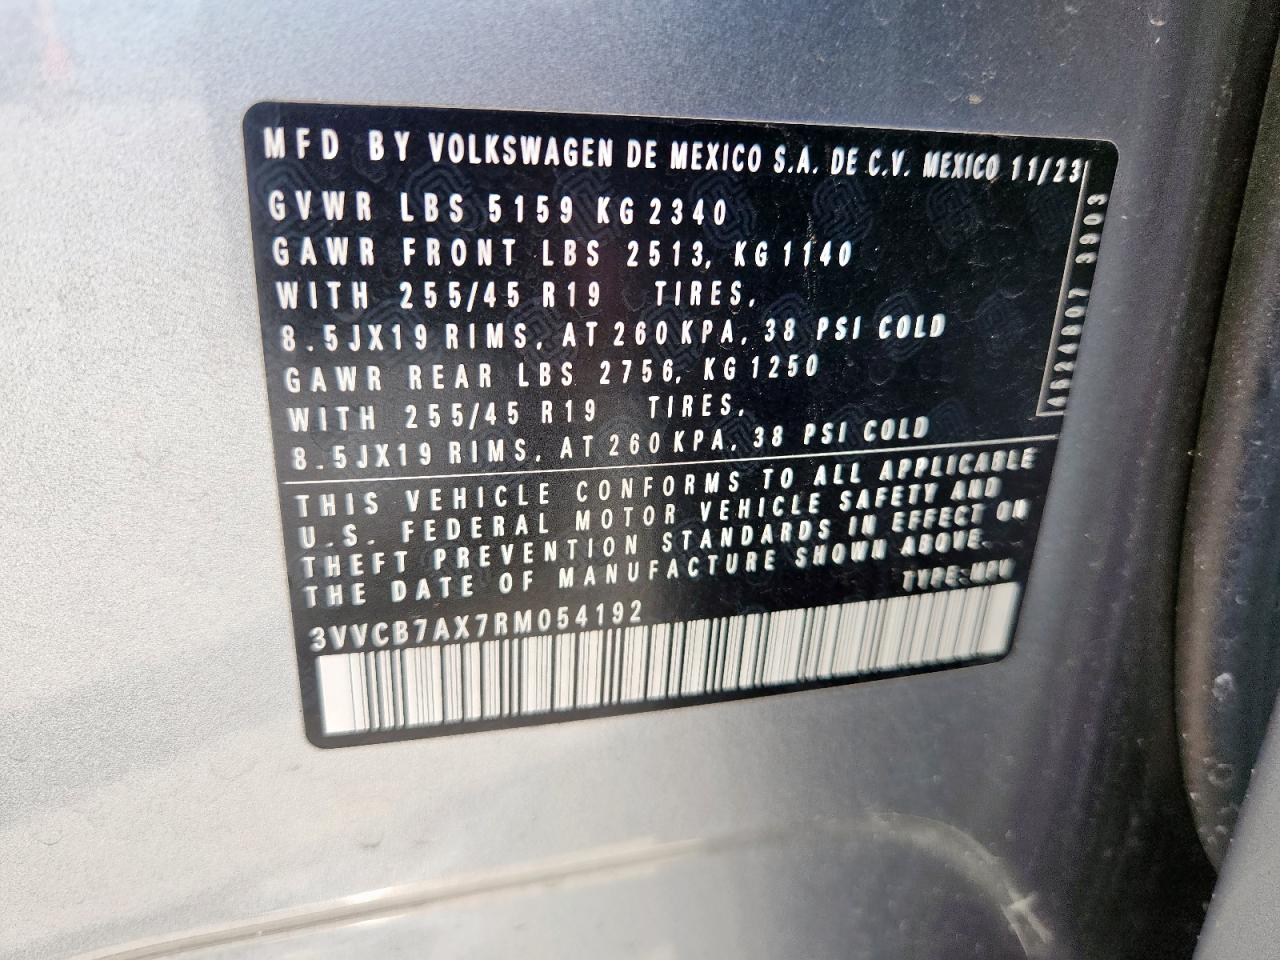 MFD BY VOLKSWAGEN DE MEXICO S.A. DE C.V. MEXICO 11/23
GVWR LBS 5159 KG 2340
GAWR FRONT LBS 2513, KG 1140
WITH 255/45 R19 TIRES,
8.5JX19 RIMS, AT 260 KPA, 38 PSI COLD
GAWR REAR LBS 2756, KG 1250
WITH 255/45 R19 TIRES,
8.5JX19 RIMS, AT 260 KPA, 38 PSI COLD
THIS VEHICLE CONFORMS TO ALL APPLICABLE
U.S. FEDERAL MOTOR VEHICLE SAFETY AND
THEFT PREVENTION STANDARDS IN EFFECT ON
THE DATE OF MANUFACTURE SHOWN ABOVE.
TYPE:MPV
3VVCB7AX7RM054192
3903